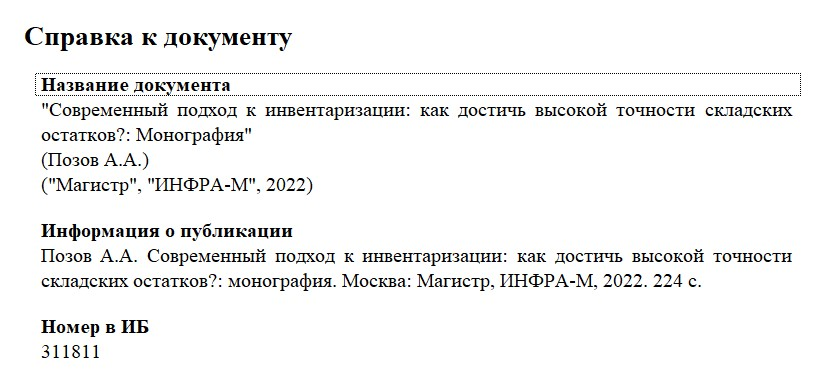 Справка к документу
Название документа
"Современный подход к инвентаризации: как достичь высокой точности складских
остатков?: Монография"
(Позов А.А.)
("Магистр", "ИНФРА-М", 2022)
Информация о публикации
Позов А.А. Современный подход к инвентаризации: как достичь высокой точности
складских остатков?: монография. Москва: Магистр, ИНФРА-М, 2022. 224 с.
Номер в ИБ
311811